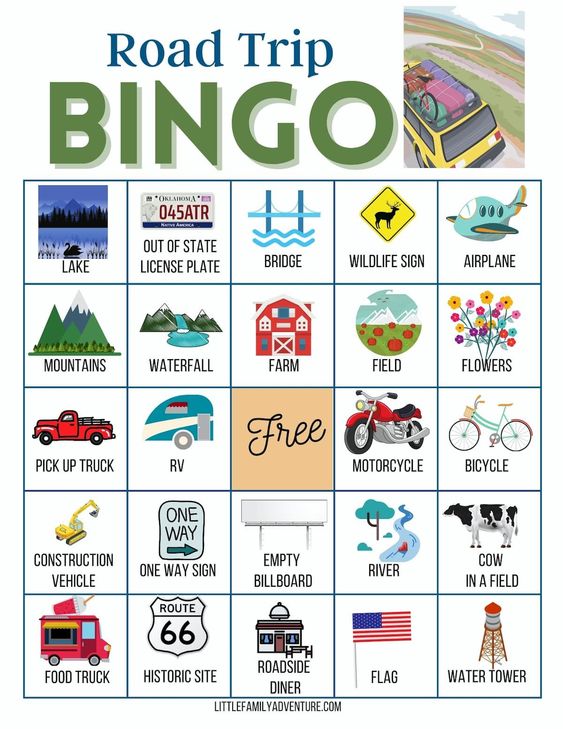 Road Trip
BINGO
OKLAHOMA
045ATR
Native America
LAKE
OUT OF STATE
LICENSE PLATE
BRIDGE
WILDLIFE SIGN
AIRPLANE
MOUNTAINS
WATERFALL
FARM
FIELD
FLOWERS
PICK UP TRUCK
RV
Free
MOTORCYCLE
BICYCLE
CONSTRUCTION
VEHICLE
ONE
WAY
ONE WAY SIGN
EMPTY
BILLBOARD
RIVER
COW
IN A FIELD
FOOD TRUCK
ROUTE
66
HISTORIC SITE
ROADSIDE
DINER
FLAG
WATER TOWER
LITTLEFAMILYADVENTURE.COM